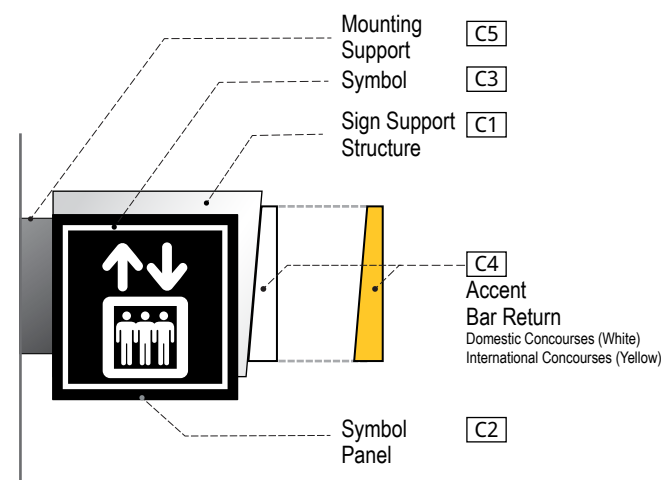 Mounting
Support
C5
Symbol
C3
Sign Support
Structure
C1
C4
Accent
Bar Return
Domestic Concourses (White)
International Concourses (Yellow)
Symbol
Panel
C2